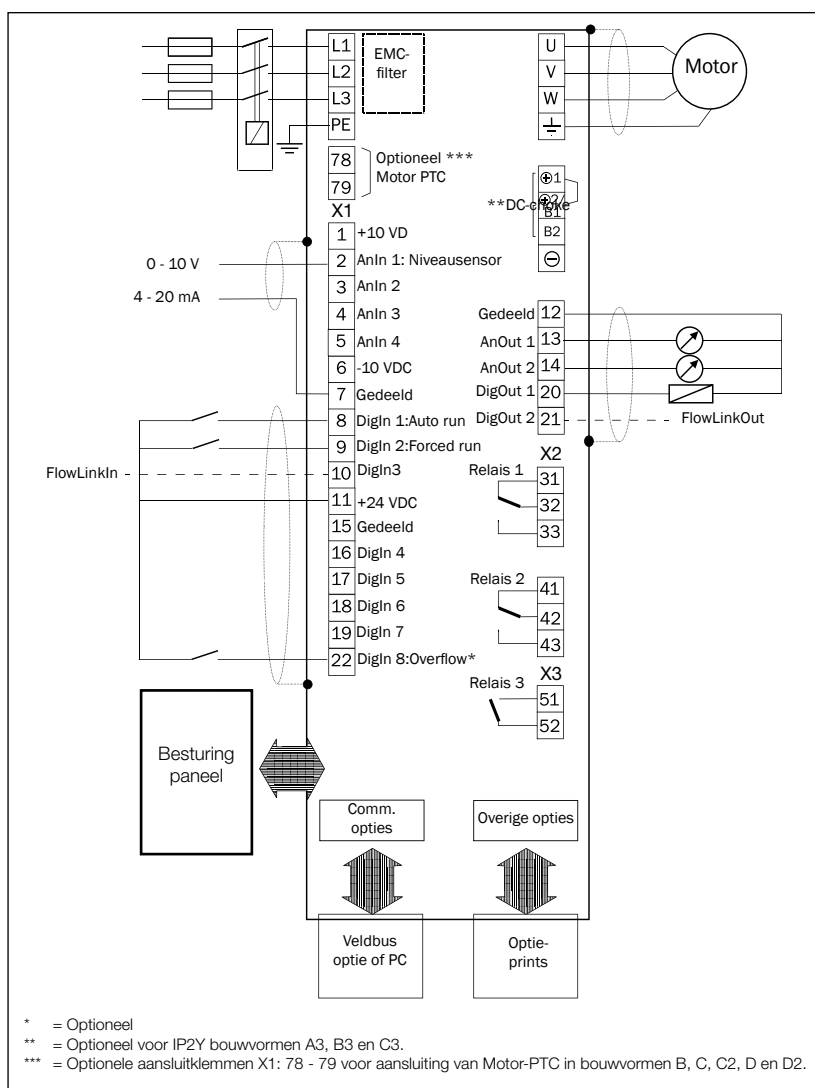 L1
L2
L3
PE
EMC-
filter
U
V
W
Motor
78
79
Optioneel ***
Motor PTC
X1
1 +10 VD
2 AnIn 1: Niveausensor
3 AnIn 2
4 AnIn 3
5 AnIn 4
6 -10 VDC
7 Gedeeld
8 DigIn 1:Auto run
9 DigIn 2:Forced run
10 DigIn3
11 +24 VDC
15 Gedeeld
16 DigIn 4
17 DigIn 5
18 DigIn 6
19 DigIn 7
22 DigIn 8:Overflow*
0 - 10 V
4 - 20 mA
FlowLinkIn
1
**DC-choke
2/
B1
B2
Gedeeld 12
AnOut 1 13
AnOut 2 14
DigOut 1 20
DigOut 2 21
FlowLinkOut
X2
Relais 1
31
32
33
Relais 2
41
42
43
X3
Relais 3
51
52
Besturing
paneel
Comm.
opties
Overige opties
Veldbus
optie of PC
Optie-
prints
* = Optioneel
** = Optioneel voor IP2Y bouwvormen A3, B3 en C3.
*** = Optionele aansluitklemmen X1: 78 - 79 voor aansluiting van Motor-PTC in bouwvormen B, C, C2, D en D2.